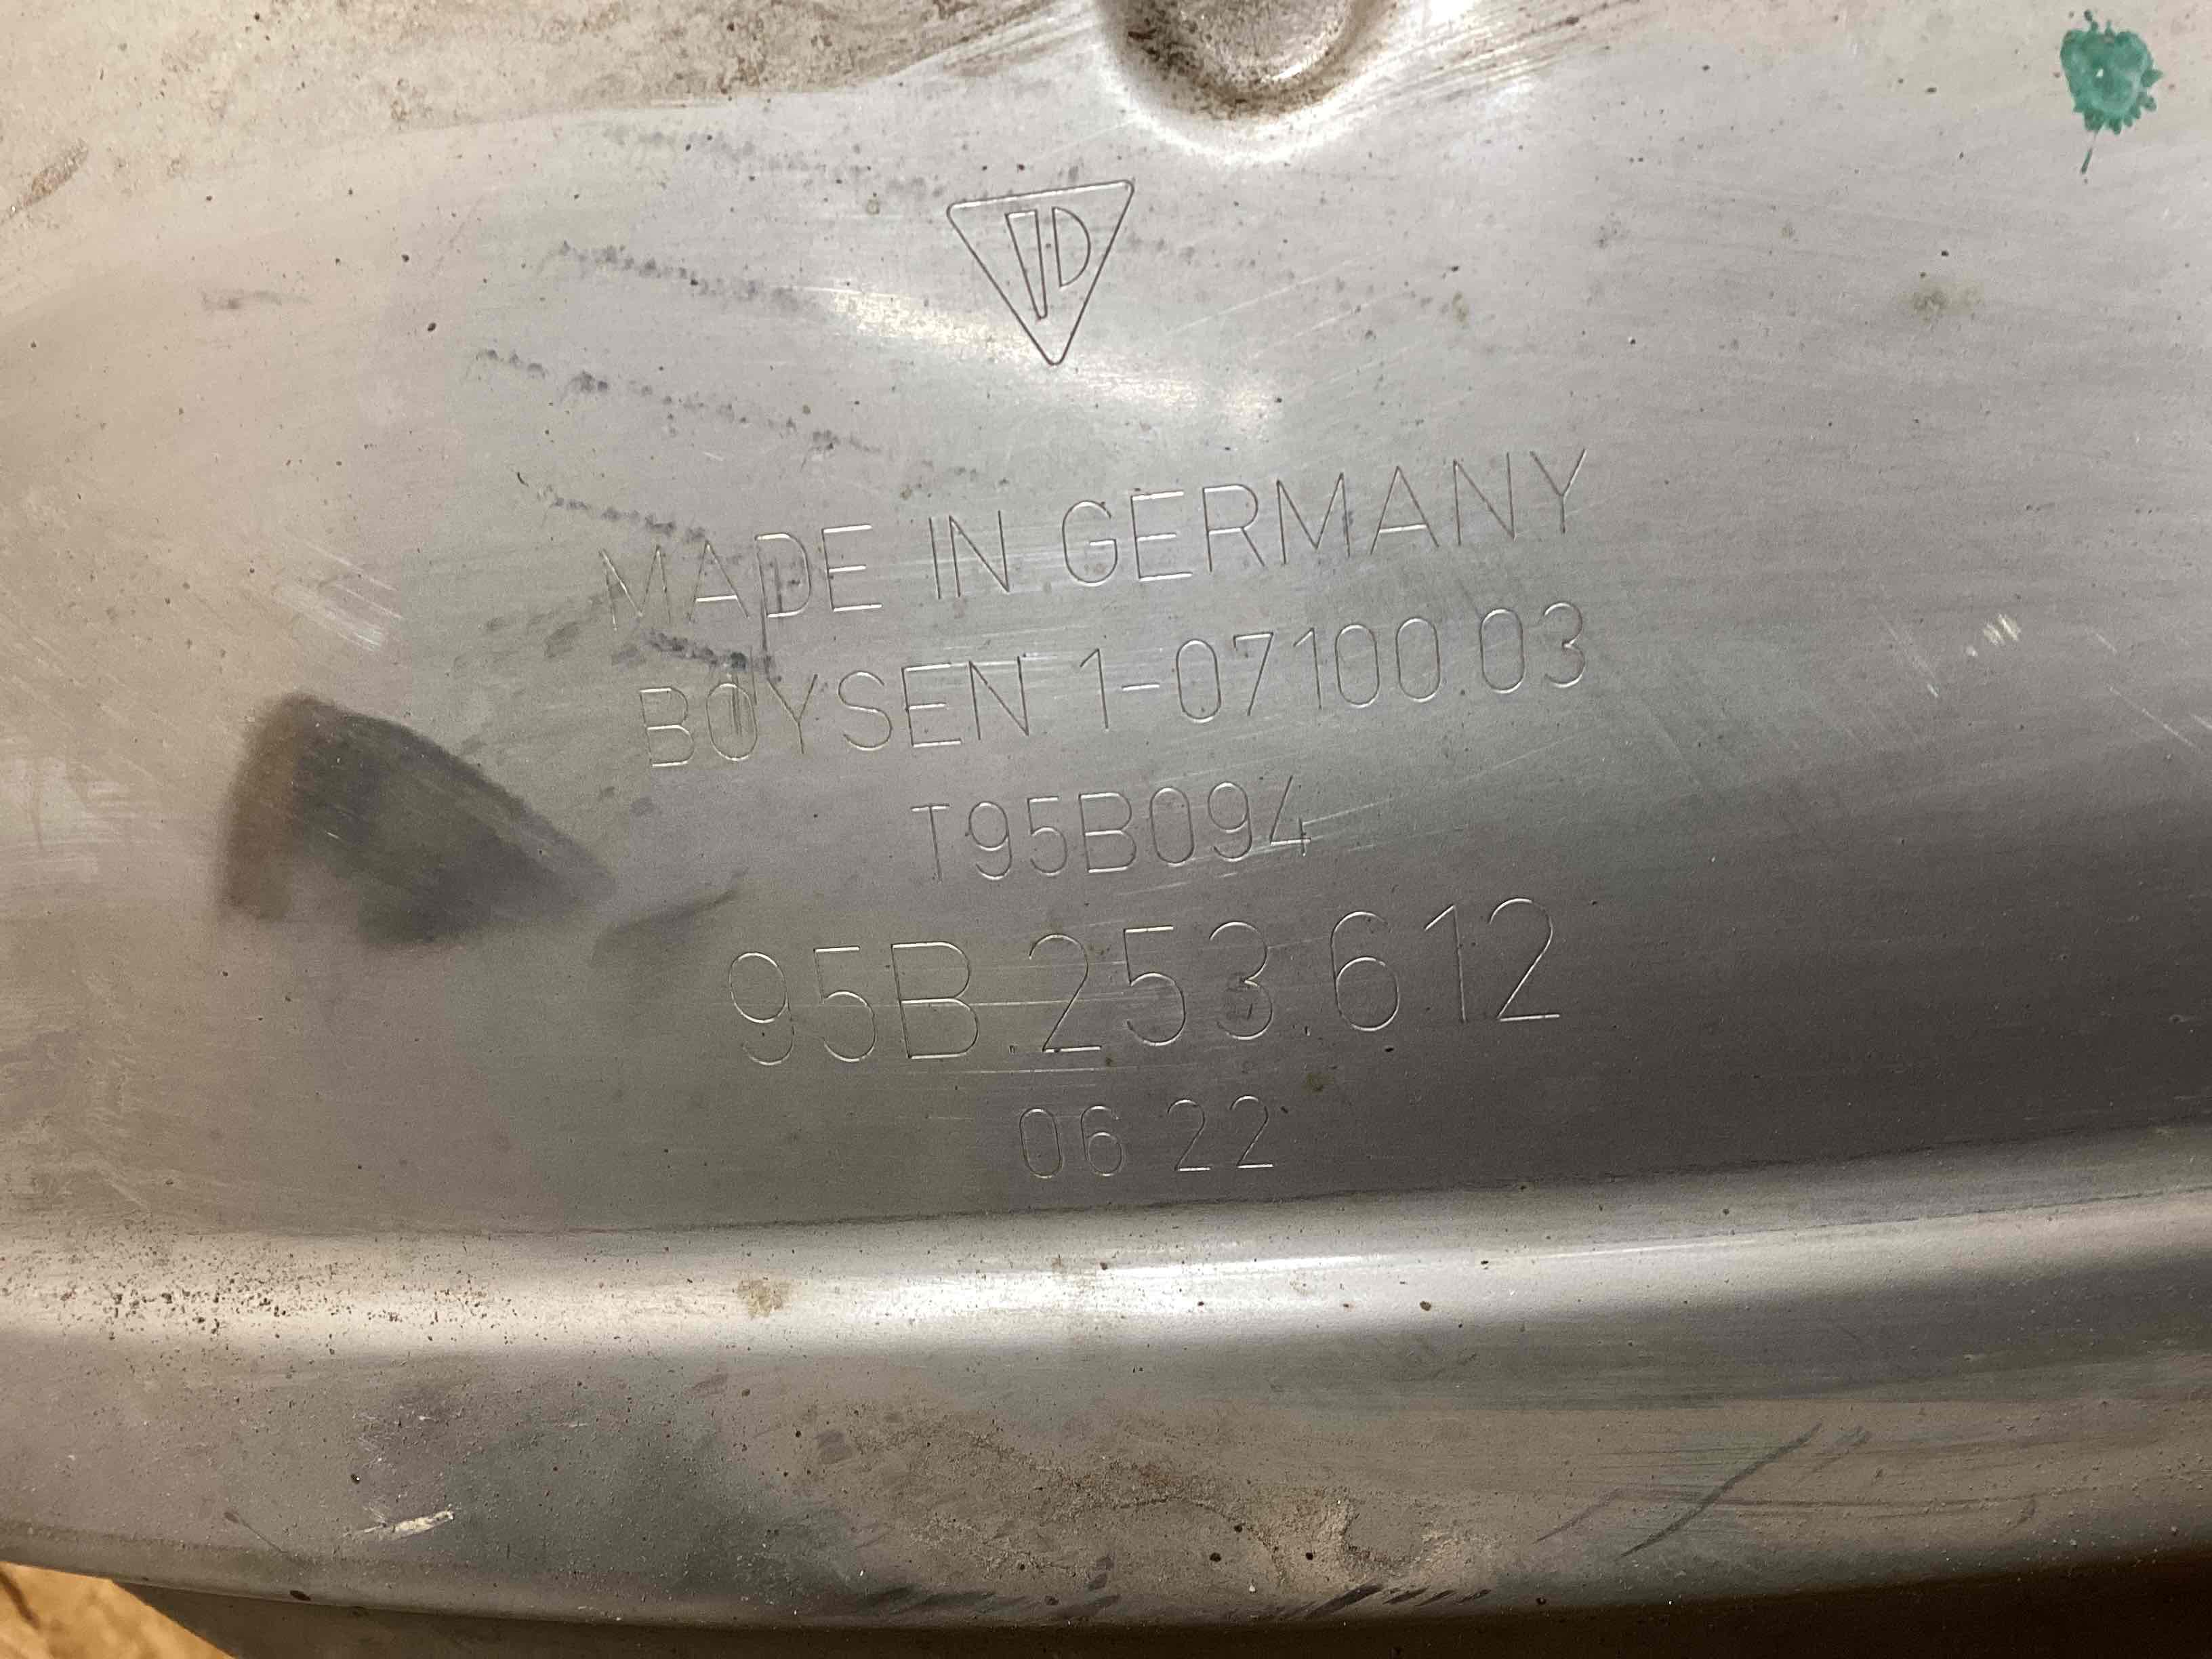 MADE IN GERMANY
BOYSEN 1-07100.03
T95B094
95B.253.612
06 22